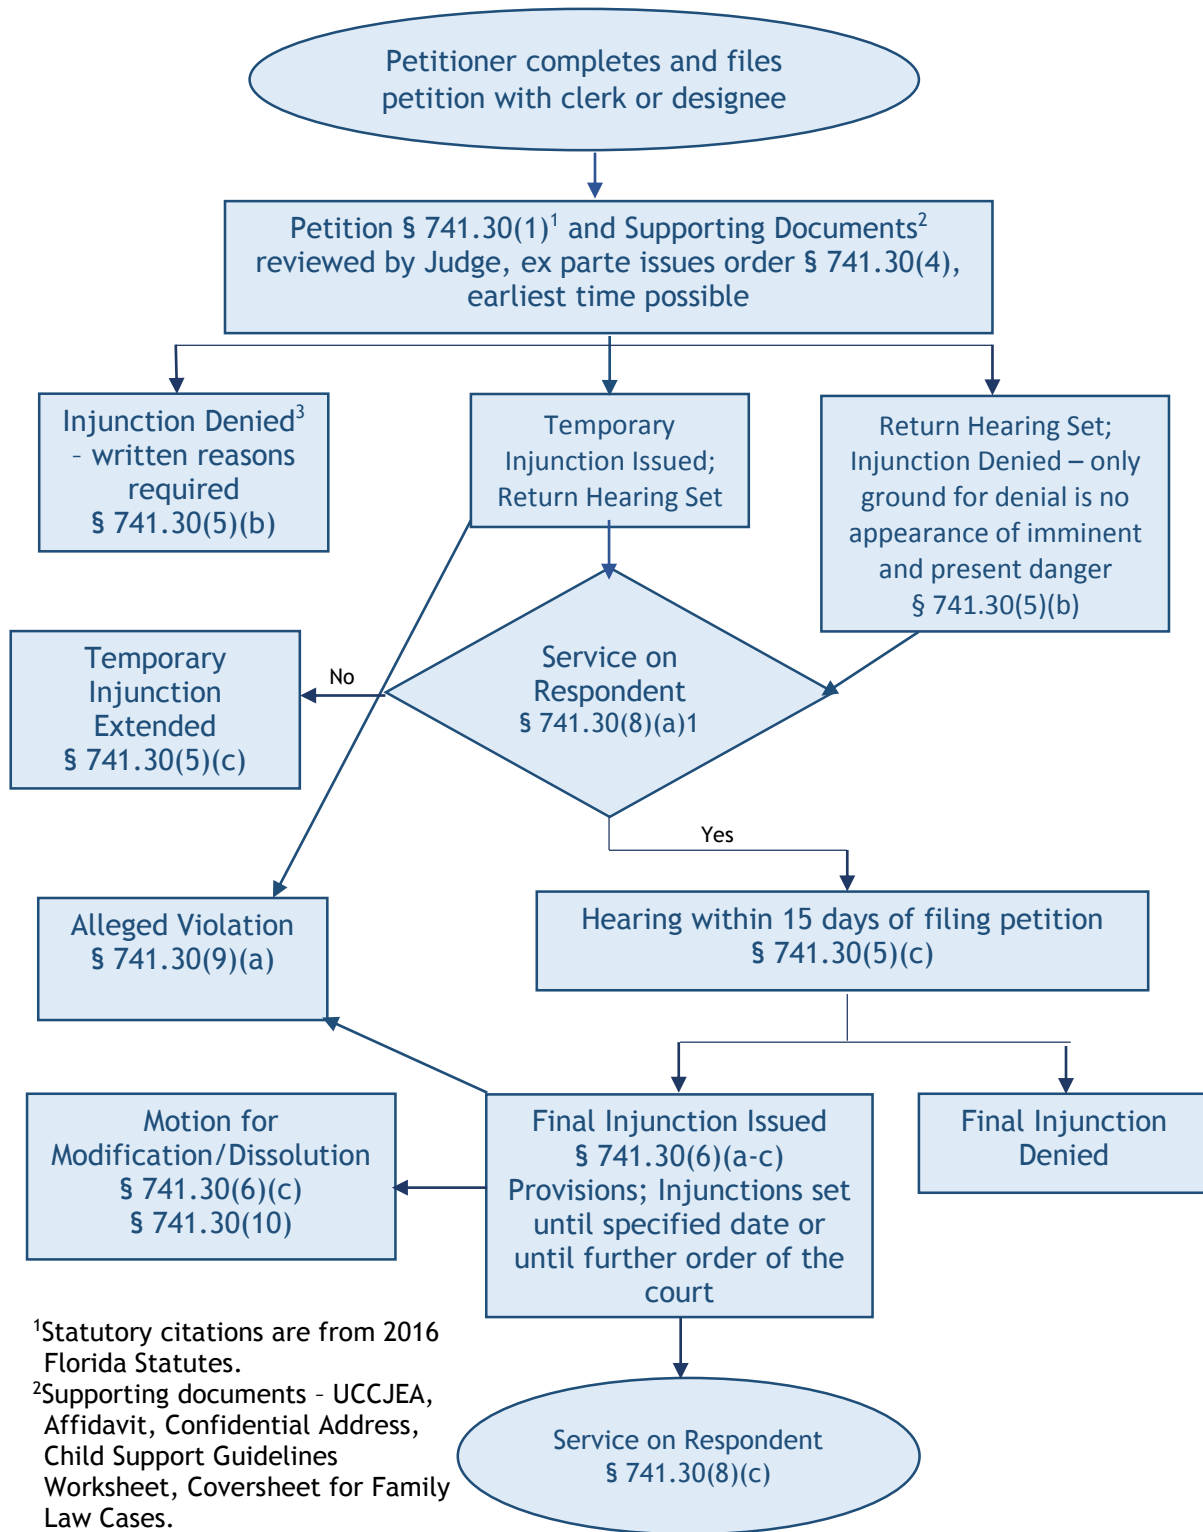 Petitioner completes and files
petition with clerk or designee
Petition § 741.30(1)¹ and Supporting Documents²
reviewed by Judge, ex parte issues order § 741.30(4),
earliest time possible
Injunction Denied³
– written reasons
required
§ 741.30(5)(b)
Temporary
Injunction Issued;
Return Hearing Set
Return Hearing Set;
Injunction Denied – only
ground for denial is no
appearance of imminent
and present danger
§ 741.30(5)(b)
Temporary
Injunction
Extended
§ 741.30(5)(c)
No
Service on
Respondent
§ 741.30(8)(a)1
Yes
Alleged Violation
§ 741.30(9)(a)
Hearing within 15 days of filing petition
§ 741.30(5)(c)
Motion for
Modification/Dissolution
§ 741.30(6)(c)
§ 741.30(10)
Final Injunction Issued
§ 741.30(6)(a-c)
Provisions; Injunctions set
until specified date or
until further order of the
court
Final Injunction
Denied
Service on Respondent
§ 741.30(8)(c)
¹Statutory citations are from 2016
Florida Statutes.
²Supporting documents – UCCJEA,
Affidavit, Confidential Address,
Child Support Guidelines
Worksheet, Coversheet for Family
Law Cases.